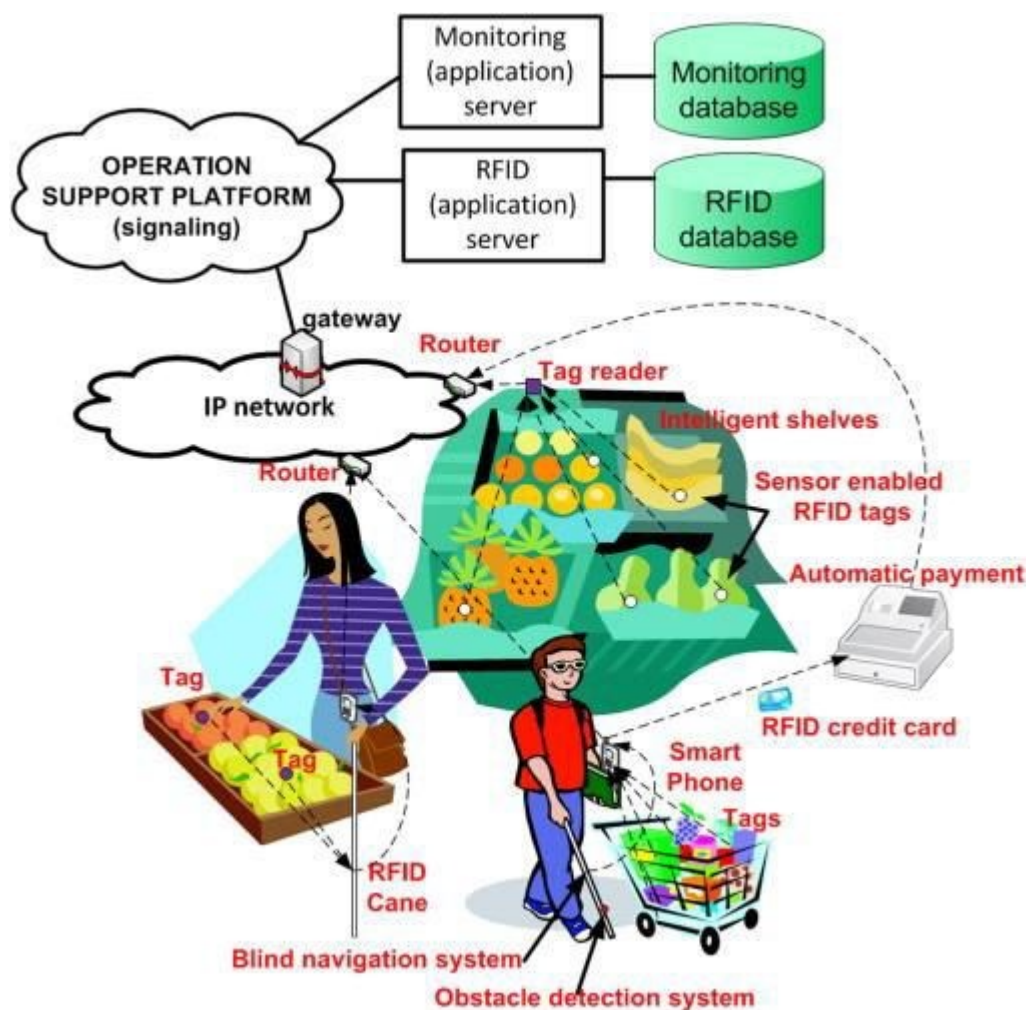 Monitoring
(application)
server
Monitoring
database
OPERATION
SUPPORT PLATFORM
(signaling)
RFID
(application)
server
RFID
database
gateway
Router
Tag reader
IP network
Intelligent shelves
Router
Sensor enabled
RFID tags
Automatic payment
Tag
RFID credit card
Tag
Smart
Phone
Tags
RFID
Cane
Blind navigation system
Obstacle detection system